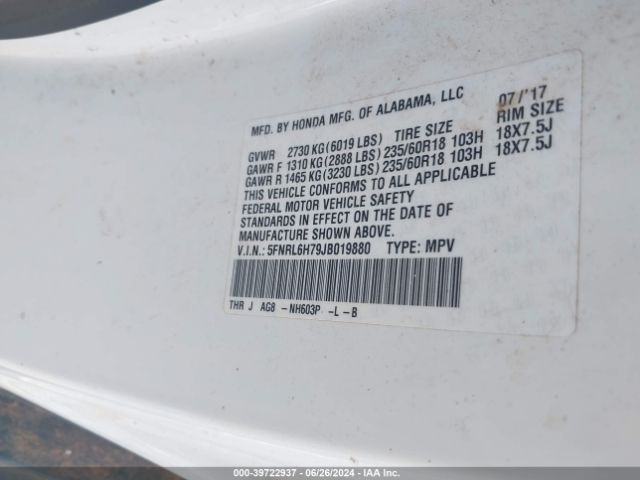 MFD. BY HONDA MFG. OF ALABAMA, LLC 07/'17
GVWR 2730 KG (6019 LBS) TIRE SIZE RIM SIZE
GAWR F 1310 KG (2888 LBS) 235/60R18 103H 18X7.5J
GAWR R 1465 KG (3230 LBS) 235/60R18 103H 18X7.5J
THIS VEHICLE CONFORMS TO ALL APPLICABLE
FEDERAL MOTOR VEHICLE SAFETY
STANDARDS IN EFFECT ON THE DATE OF
MANUFACTURE SHOWN ABOVE.
V.I.N.: 5FNRL6H79JB019880 TYPE: MPV
THR J AG8 -NH603P -L-B
000-39722937 - 06/26/2024 - IAA Inc.